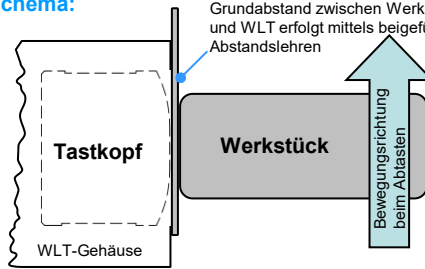 chema:
Grundabstand zwischen Werk
und WLT erfolgt mittels beigefü
Abstandslehren
Tastkopf
Werkstück
Bewegungsrichtung
beim Abtasten
WLT-Gehäuse